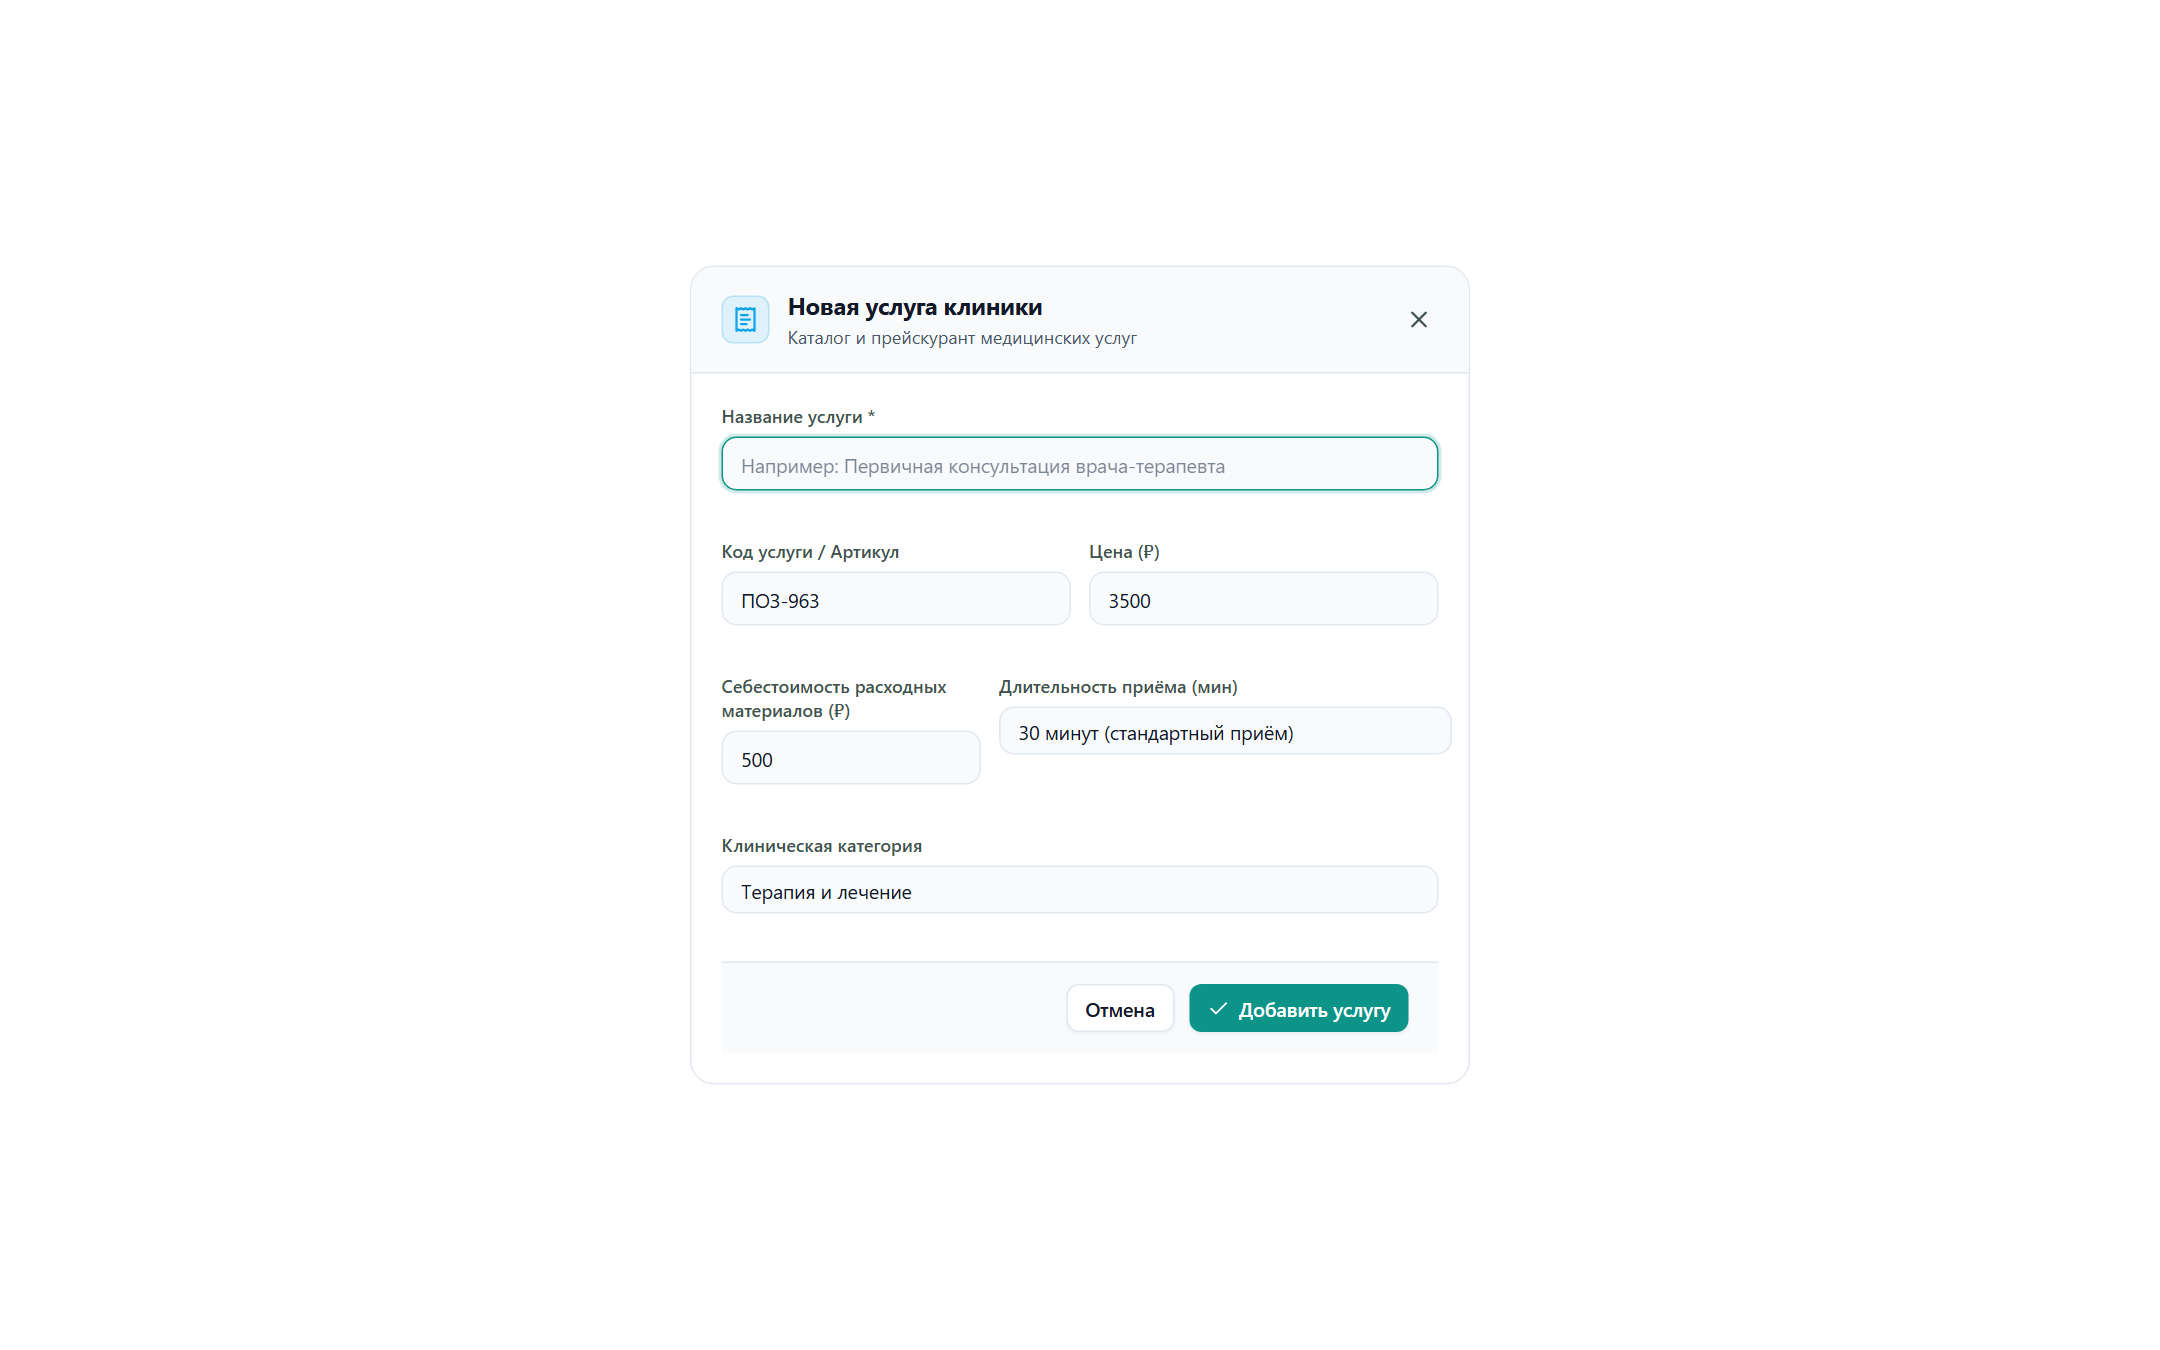 Новая услуга клиники
Каталог и прейскурант медицинских услуг
Название услуги *
Например: Первичная консультация врача-терапевта
Код услуги / Артикул
ПОЗ-963
Цена (₽)
3500
Себестоимость расходных
материалов (₽)
500
Длительность приёма (мин)
30 минут (стандартный приём)
Клиническая категория
Терапия и лечение
Отмена
Добавить услугу